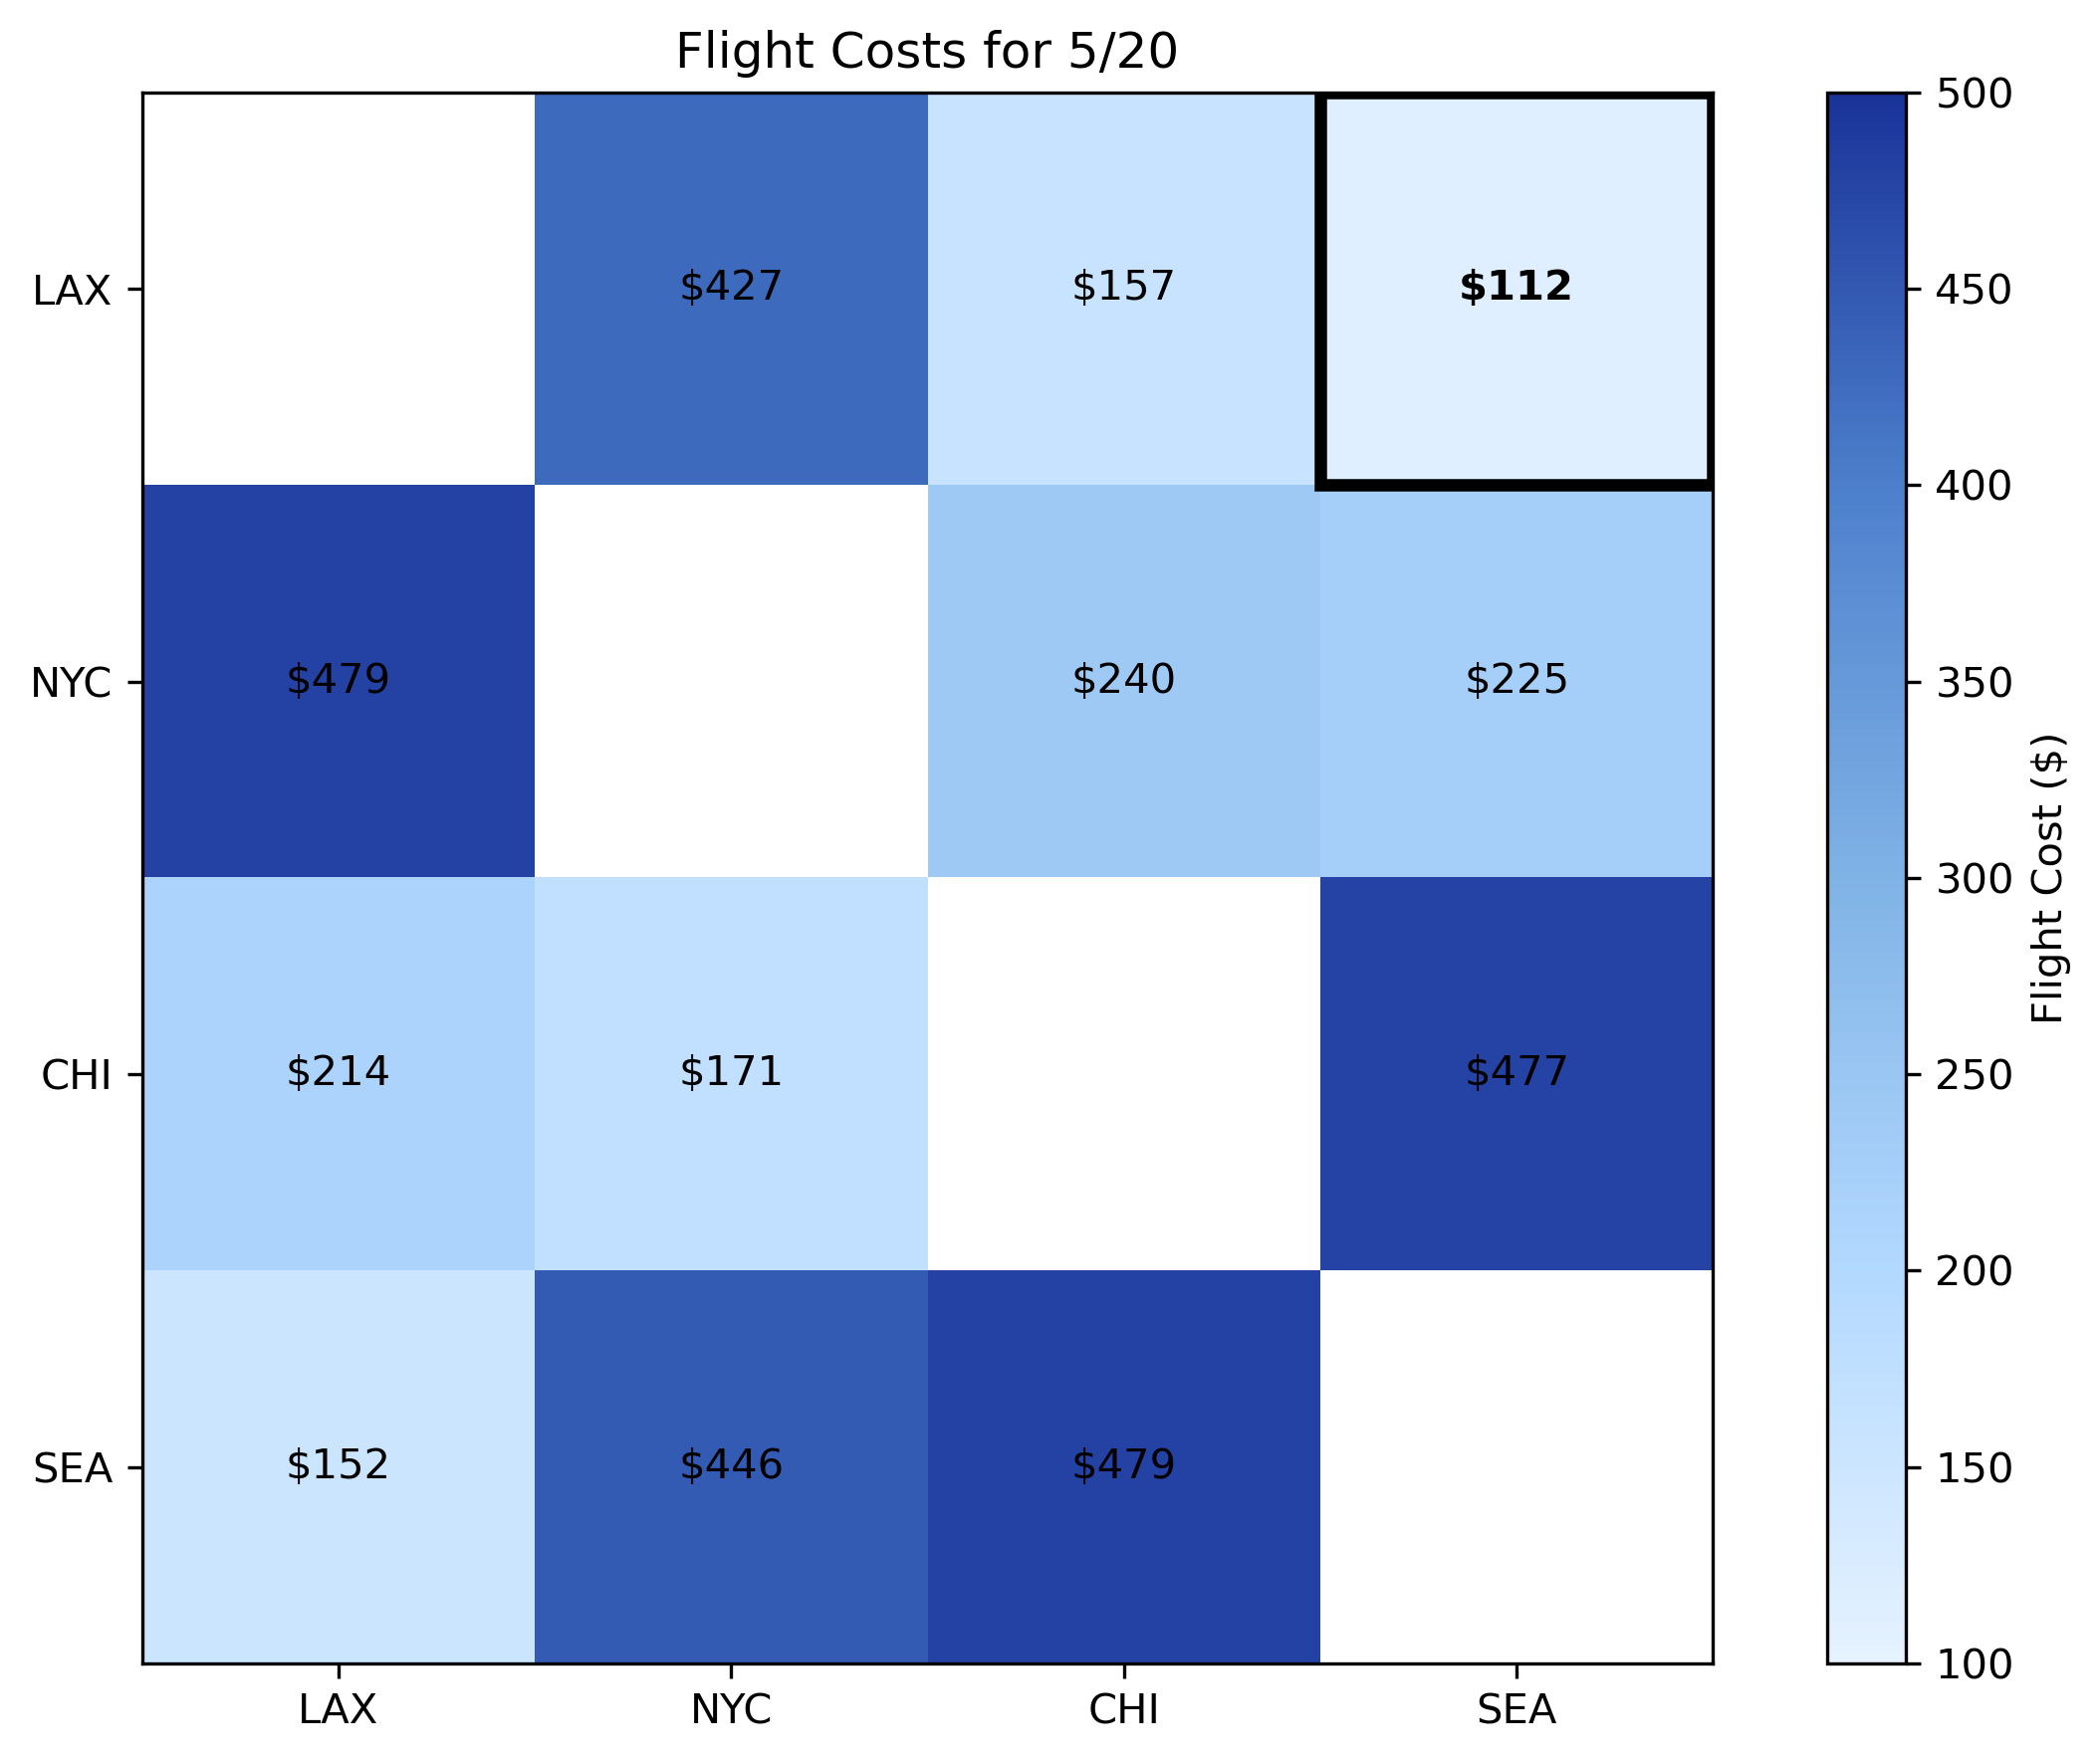 Flight Costs for 5/20
LAX $427 $157 $112
NYC $479 $240 $225
CHI $214 $171 $477
SEA $152 $446 $479
LAX NYC CHI SEA
500
450
400
350
300
250
200
150
100
Flight Cost ($)